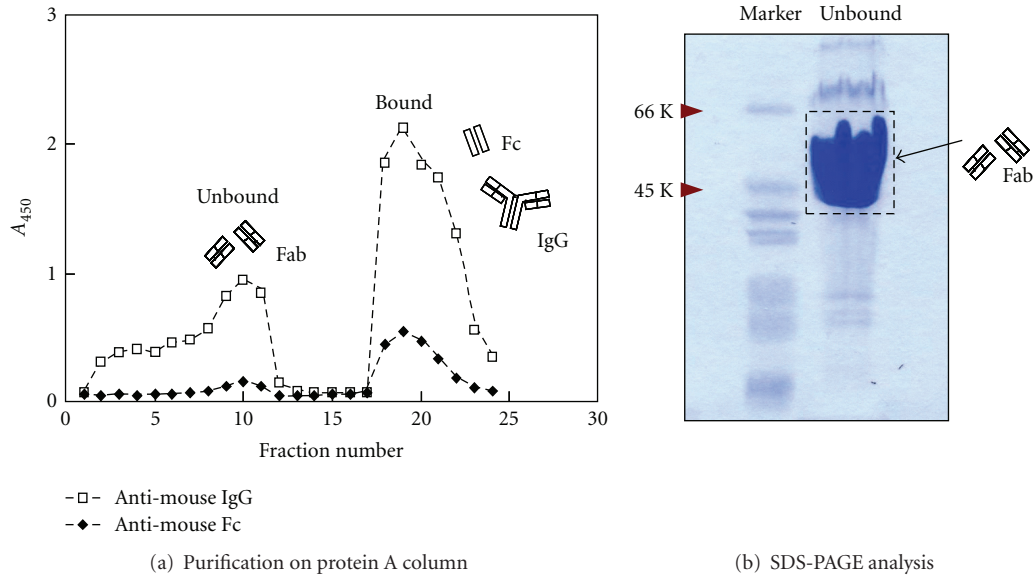 3
2
1
0
A450
0
5
10
15
20
25
30
Fraction number
Unbound
Fab
Bound
Fc
IgG
Anti-mouse IgG
Anti-mouse Fc
(a) Purification on protein A column
Marker Unbound
66 K
45 K
Fab
(b) SDS-PAGE analysis